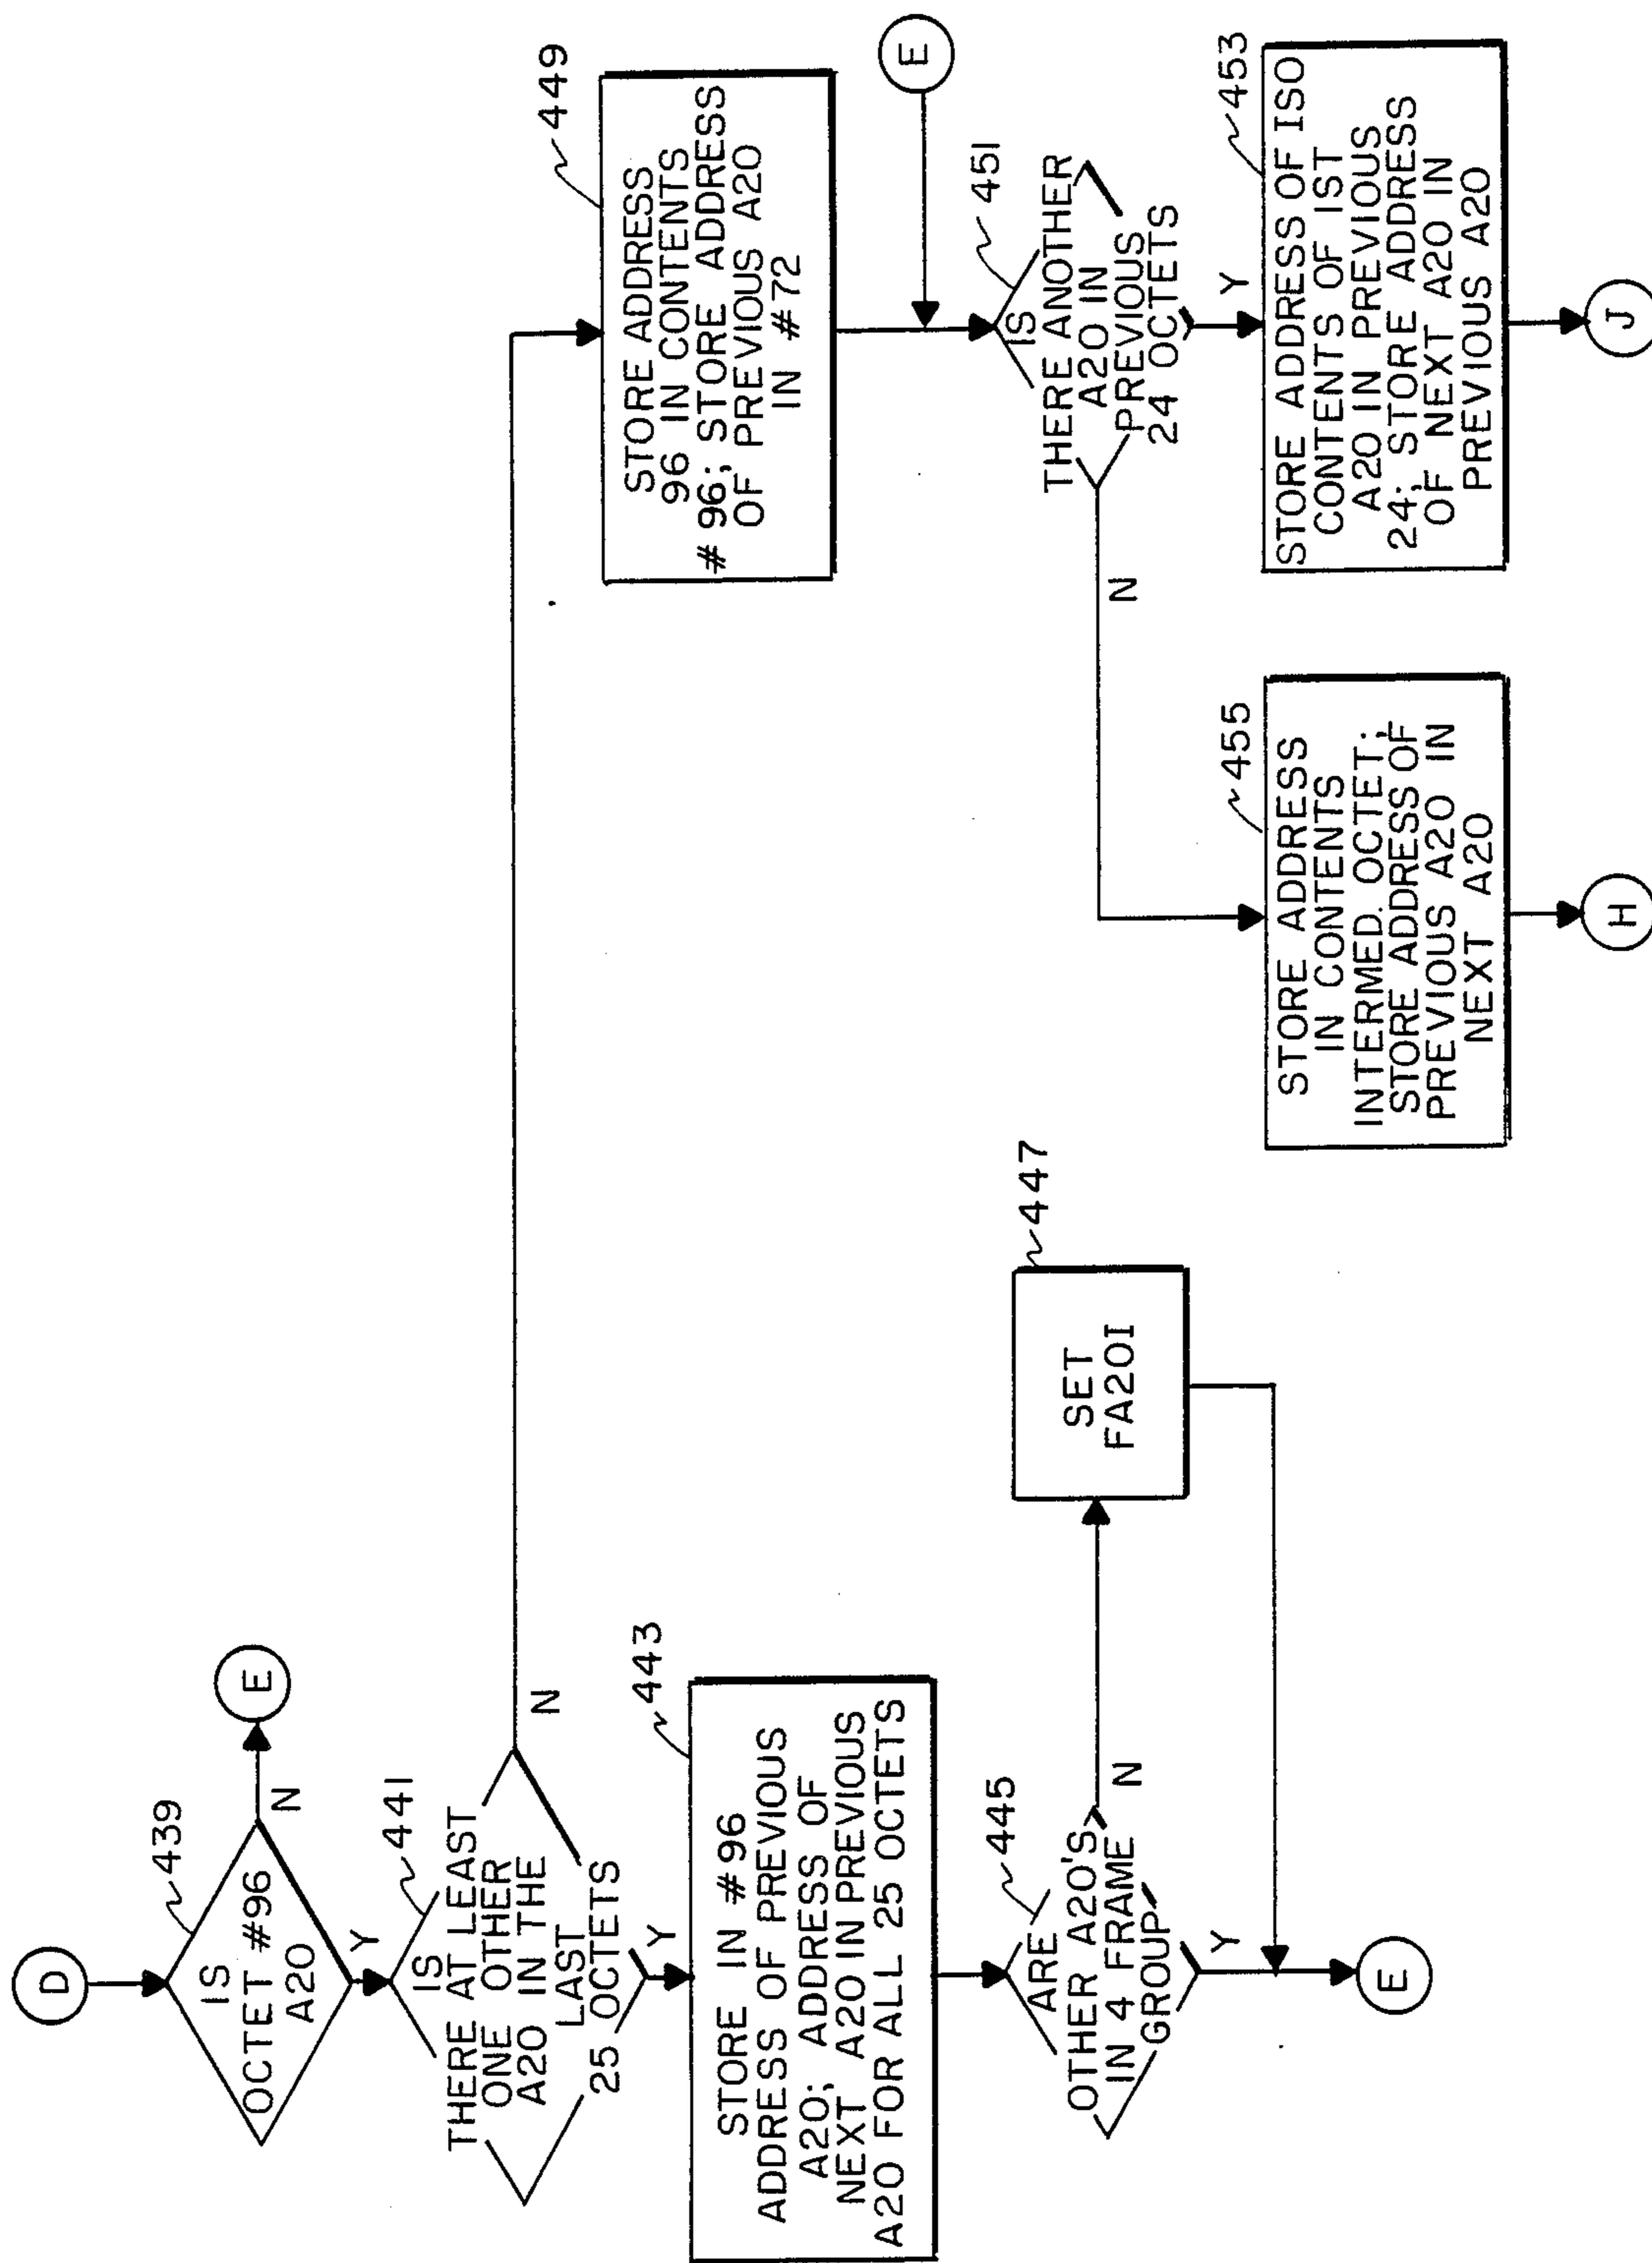 D
439
IS
OCTET #96
A20
N
E
Y
441
IS
THERE AT LEAST
ONE OTHER
A20 IN THE
LAST
25 OCTETS
N
Y
443
STORE IN #96
ADDRESS OF PREVIOUS
A20; ADDRESS OF
NEXT A20 IN PREVIOUS
A20 FOR ALL 25 OCTETS
445
ARE
OTHER A20'S
IN 4 FRAME
GROUP
N
Y
447
SET
FA20I
E
449
STORE ADDRESS
96 IN CONTENTS
# 96; STORE ADDRESS
OF PREVIOUS A20
IN #72
E
451
IS
THERE ANOTHER
A20 IN
PREVIOUS
24 OCTETS
N
Y
455
STORE ADDRESS
IN CONTENTS
INTERMED. OCTET;
STORE ADDRESS OF
PREVIOUS A20 IN
NEXT A20
H
453
STORE ADDRESS OF ISO
CONTENTS OF IST
A20 IN PREVIOUS
24; STORE ADDRESS
OF NEXT A20 IN
PREVIOUS A20
J